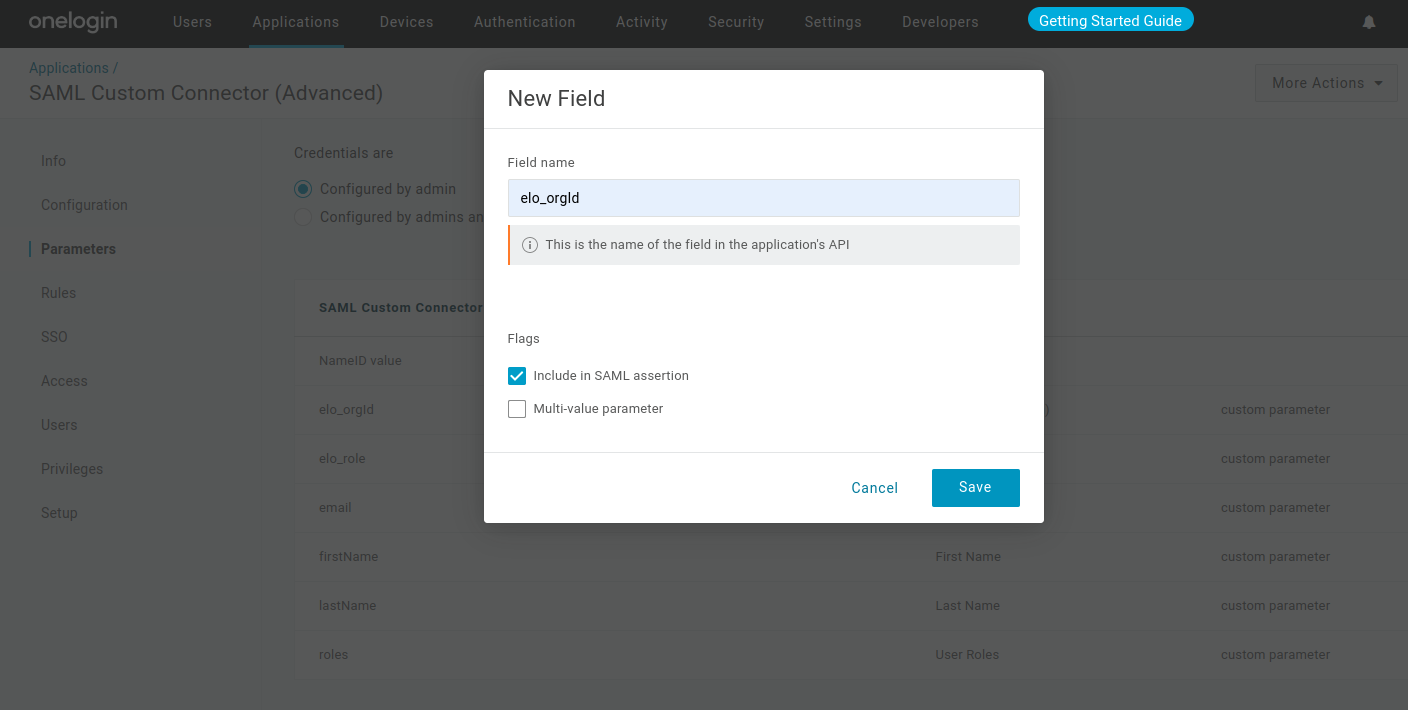 onelogin
Users Applications Devices Authentication Activity Security Settings Developers Getting Started Guide
Applications /
SAML Custom Connector (Advanced)
More Actions
Info
Configuration
Parameters
Rules
SSO
Access
Users
Privileges
Setup
Credentials are
Configured by admin
Configured by admins an
SAML Custom Connector
NameID value
elo_orgId ) custom parameter
elo_role custom parameter
email custom parameter
firstName First Name custom parameter
lastName Last Name custom parameter
roles User Roles custom parameter
New Field
Field name
elo_orgId
This is the name of the field in the application's API
Flags
Include in SAML assertion
Multi-value parameter
Cancel Save